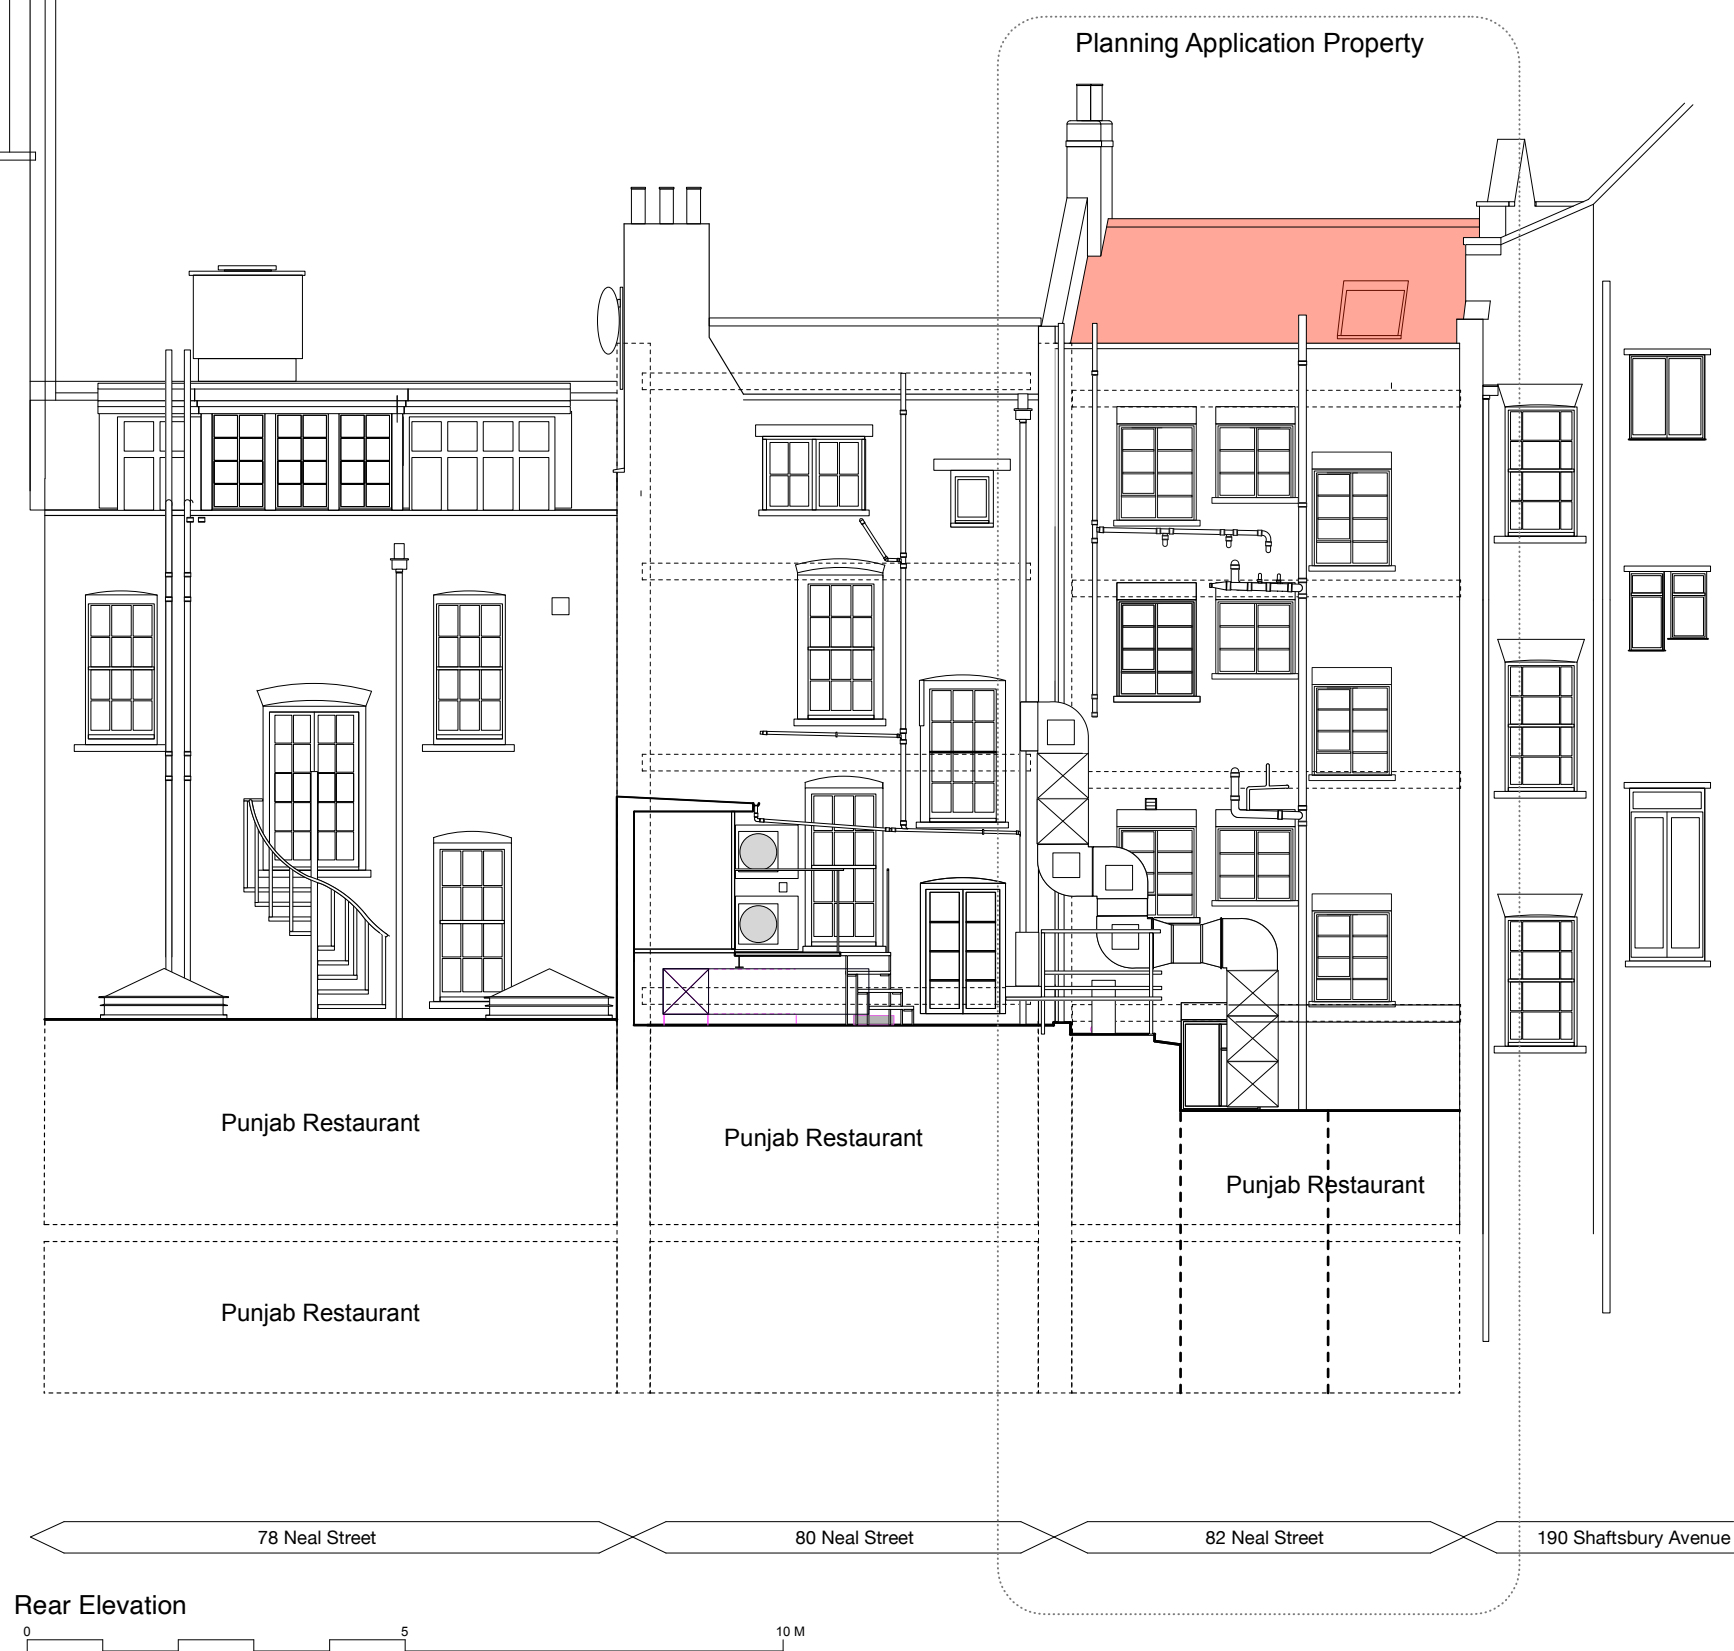 Planning Application Property
Punjab Restaurant
Punjab Restaurant
Punjab Restaurant
Punjab Restaurant
78 Neal Street
80 Neal Street
82 Neal Street
190 Shaftsbury Avenue
Rear Elevation
0
5
10 M